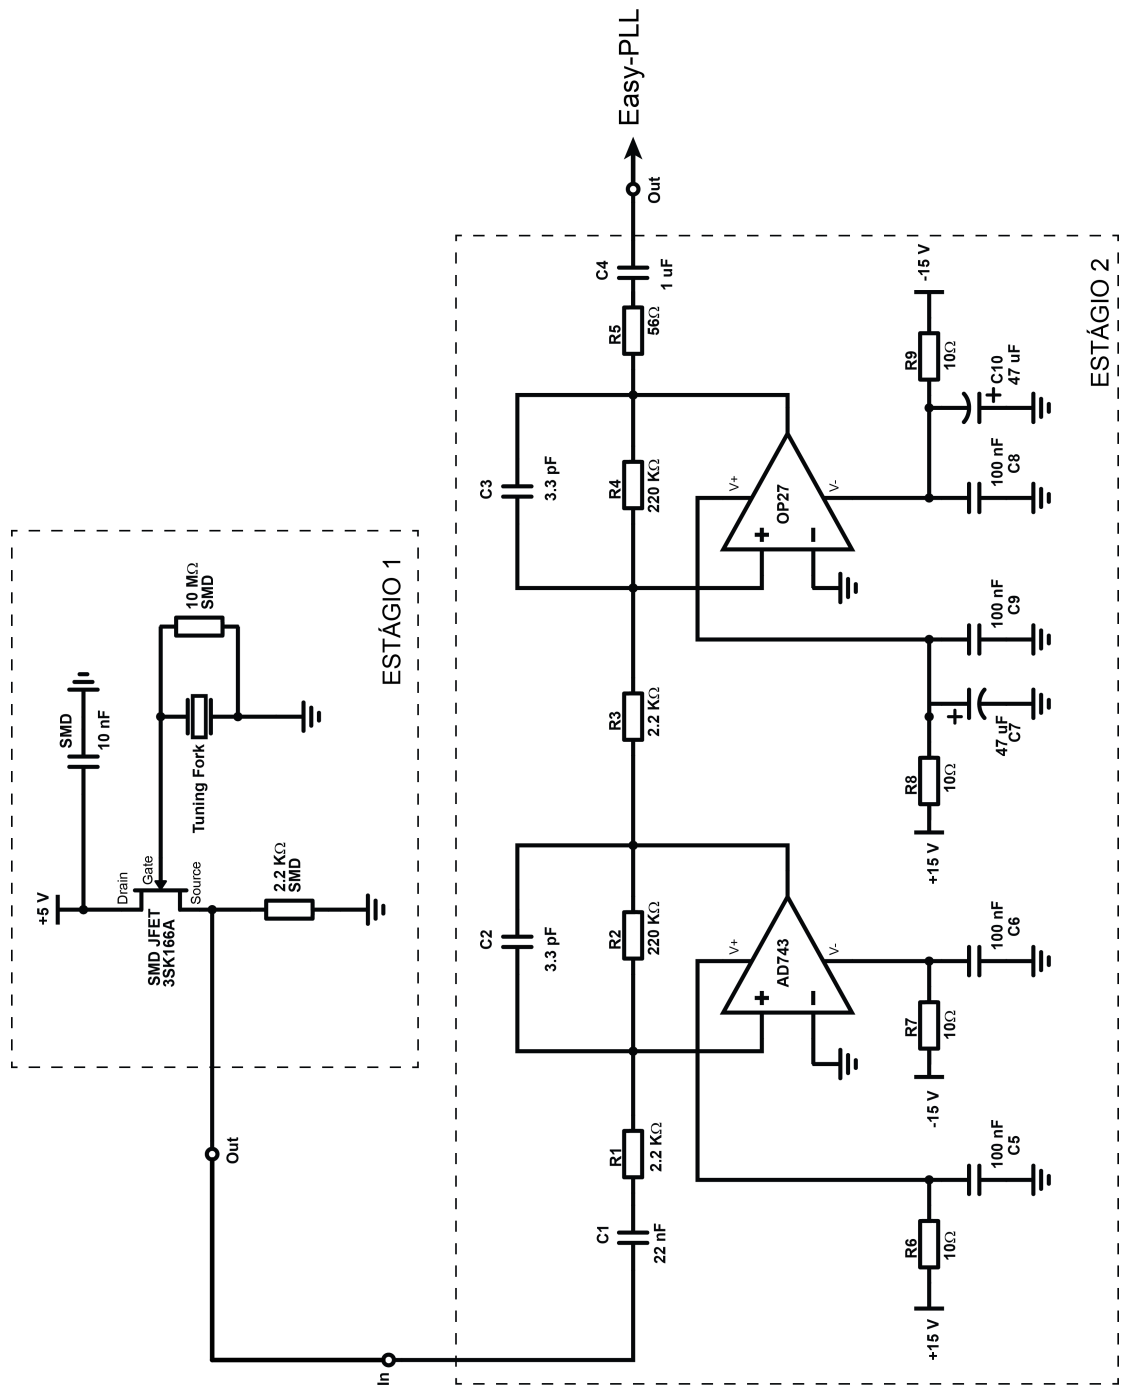 +5 V
Drain
Gate
Source
SMD JFET
3SK166A
SMD
10 nF
Tuning Fork
10 MΩ
SMD
2.2 KΩ
SMD
ESTÁGIO 1
Out
In
C1
22 nF
R1
2.2 KΩ
C2
3.3 pF
R2
220 KΩ
AD743
+
-
V+
V-
R3
2.2 KΩ
C3
3.3 pF
R4
220 KΩ
OP27
+
-
V+
V-
R5
56Ω
C4
1 uF
Out
Easy-PLL
+15 V
R6
10Ω
100 nF
C5
-15 V
R7
10Ω
100 nF
C6
+15 V
R8
10Ω
+
47 uF
C7
100 nF
C9
100 nF
C8
+
C10
47 uF
R9
10Ω
-15 V
ESTÁGIO 2